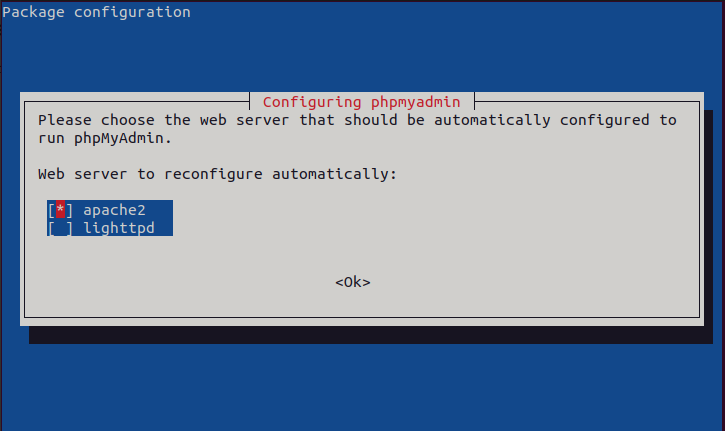 Package configuration
Configuring phpmyadmin
Please choose the web server that should be automatically configured to
run phpMyAdmin.
Web server to reconfigure automatically:
[*] apache2
[ ] lighttpd
<Ok>